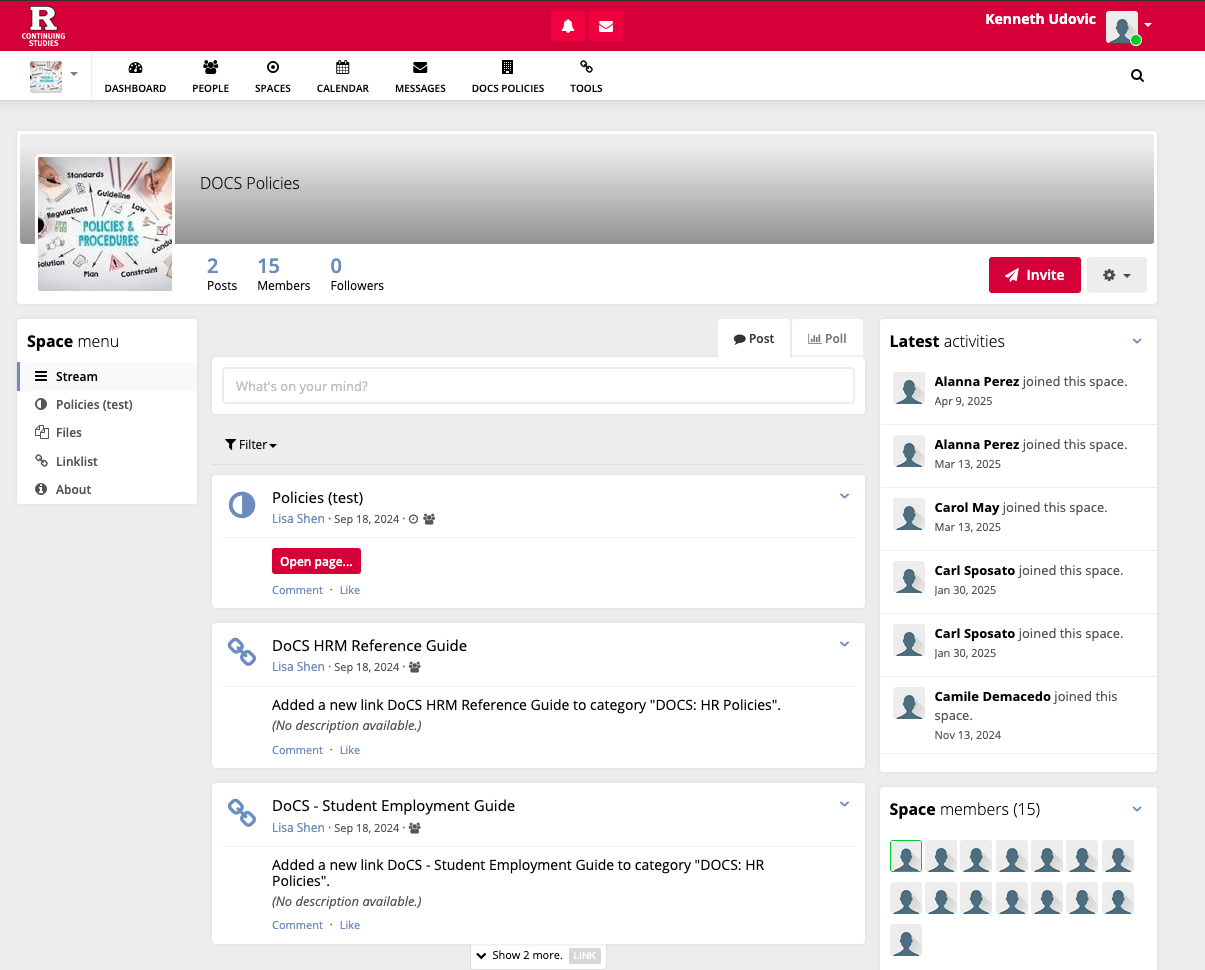 R
CONTINUING
STUDIES
Kenneth Udovic
DASHBOARD
PEOPLE
SPACES
CALENDAR
MESSAGES
DOCS POLICIES
TOOLS
Standards
Guideline
Regulations
Law
POLICIES &
PROCEDURES
Solution
Plan
Constraint
DOCS Policies
2
Posts
15
Members
0
Followers
Invite
Space menu
Stream
Policies (test)
Files
Linklist
About
Post
Poll
What's on your mind?
Filter
Policies (test)
Lisa Shen · Sep 18, 2024 ·
Open page...
Comment · Like
DoCS HRM Reference Guide
Lisa Shen · Sep 18, 2024 ·
Added a new link DoCS HRM Reference Guide to category "DOCS: HR Policies".
(No description available.)
Comment · Like
DoCS - Student Employment Guide
Lisa Shen · Sep 18, 2024 ·
Added a new link DoCS - Student Employment Guide to category "DOCS: HR
Policies".
(No description available.)
Comment · Like
Show 2 more. LINK
Latest activities
Alanna Perez joined this space.
Apr 9, 2025
Alanna Perez joined this space.
Mar 13, 2025
Carol May joined this space.
Mar 13, 2025
Carl Sposato joined this space.
Jan 30, 2025
Carl Sposato joined this space.
Jan 30, 2025
Camile Demacedo joined this
space.
Nov 13, 2024
Space members (15)